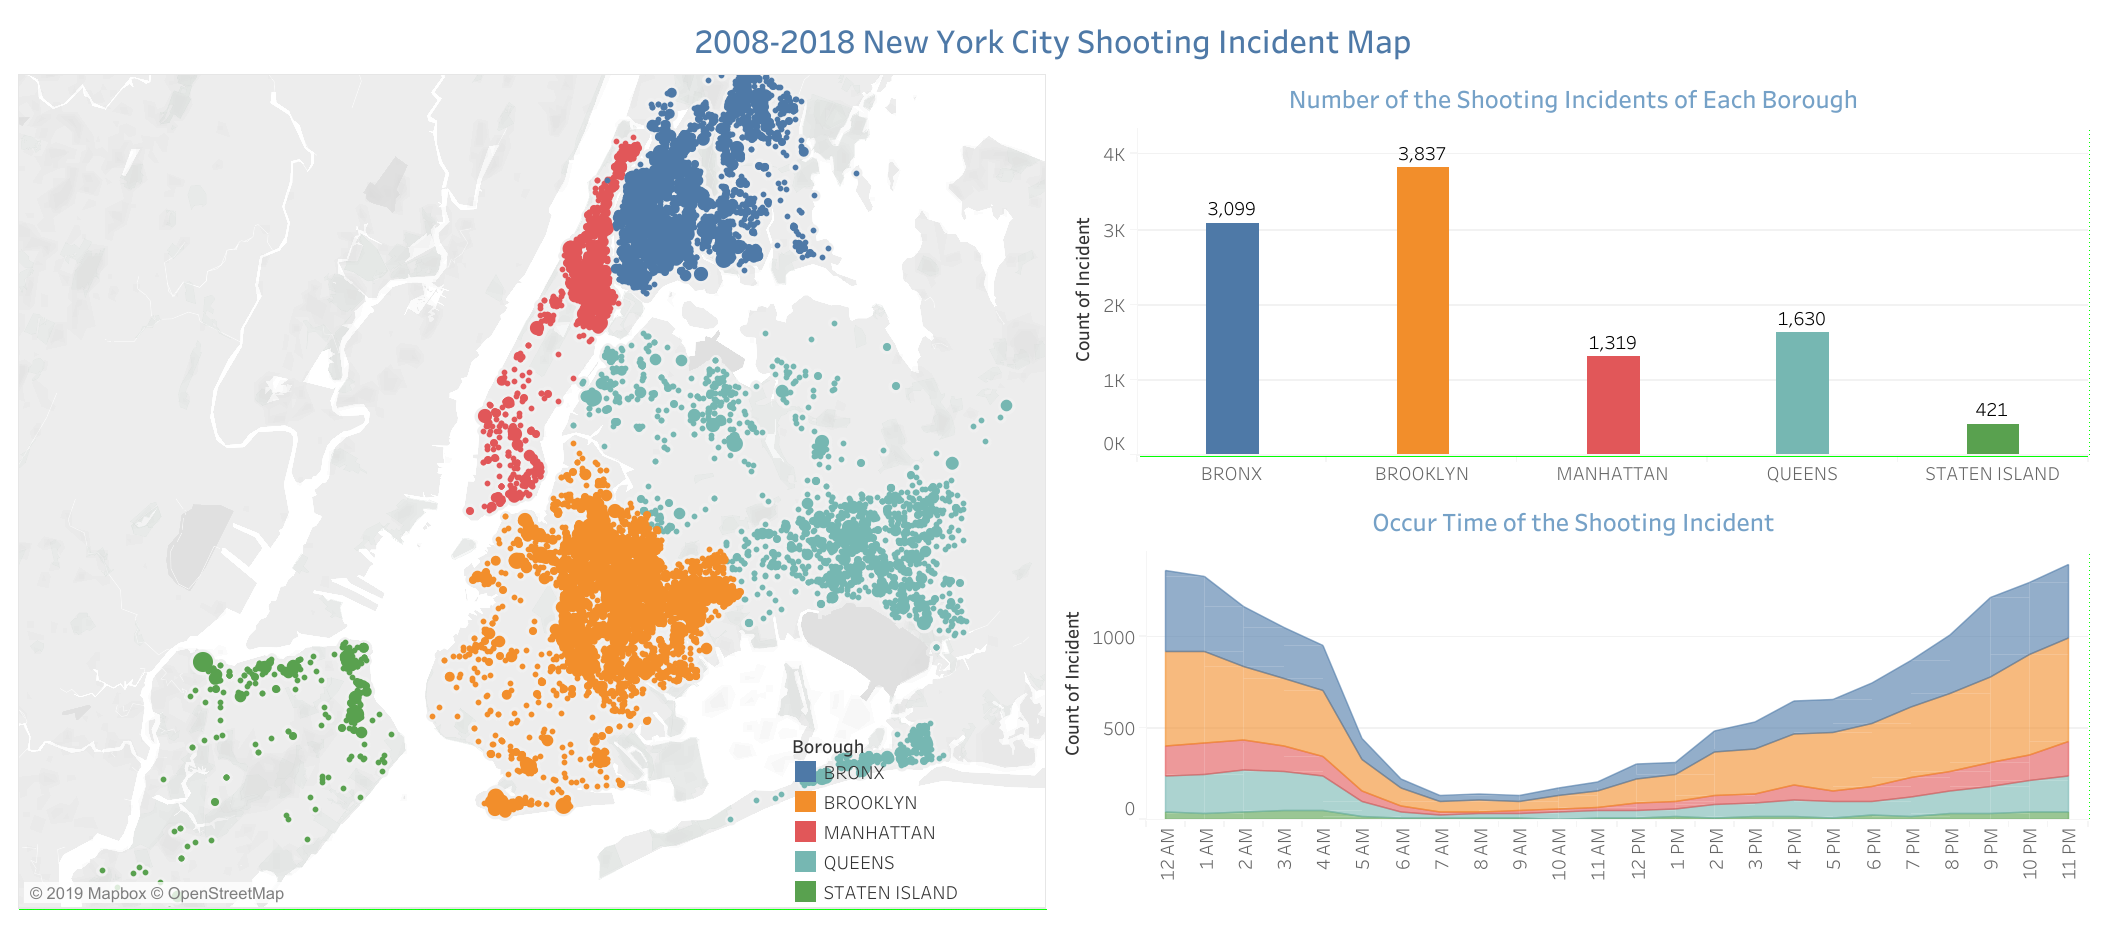 2008-2018 New York City Shooting Incident Map
Borough
BRONX
BROOKLYN
MANHATTAN
QUEENS
STATEN ISLAND
© 2019 Mapbox © OpenStreetMap
Number of the Shooting Incidents of Each Borough
Count of Incident
4K
3K
2K
1K
0K
3,099
3,837
1,319
1,630
421
BRONX
BROOKLYN
MANHATTAN
QUEENS
STATEN ISLAND
Occur Time of the Shooting Incident
Count of Incident
1000
500
0
12 AM
1 AM
2 AM
3 AM
4 AM
5 AM
6 AM
7 AM
8 AM
9 AM
10 AM
11 AM
12 PM
1 PM
2 PM
3 PM
4 PM
5 PM
6 PM
7 PM
8 PM
9 PM
10 PM
11 PM